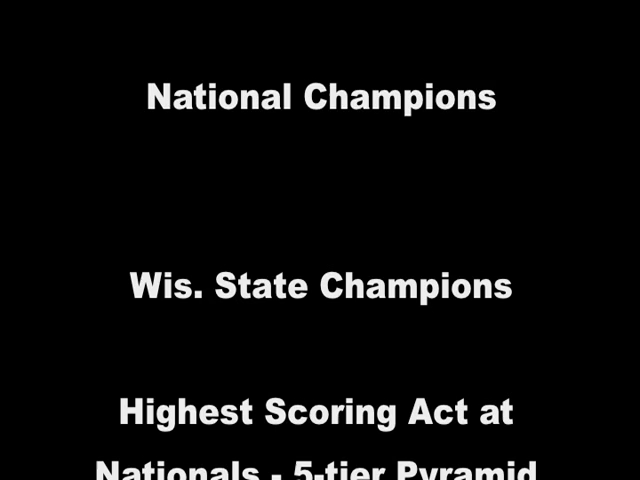 National Champions
Wis. State Champions
Highest Scoring Act at
Nationals - 5-tier Pyramid